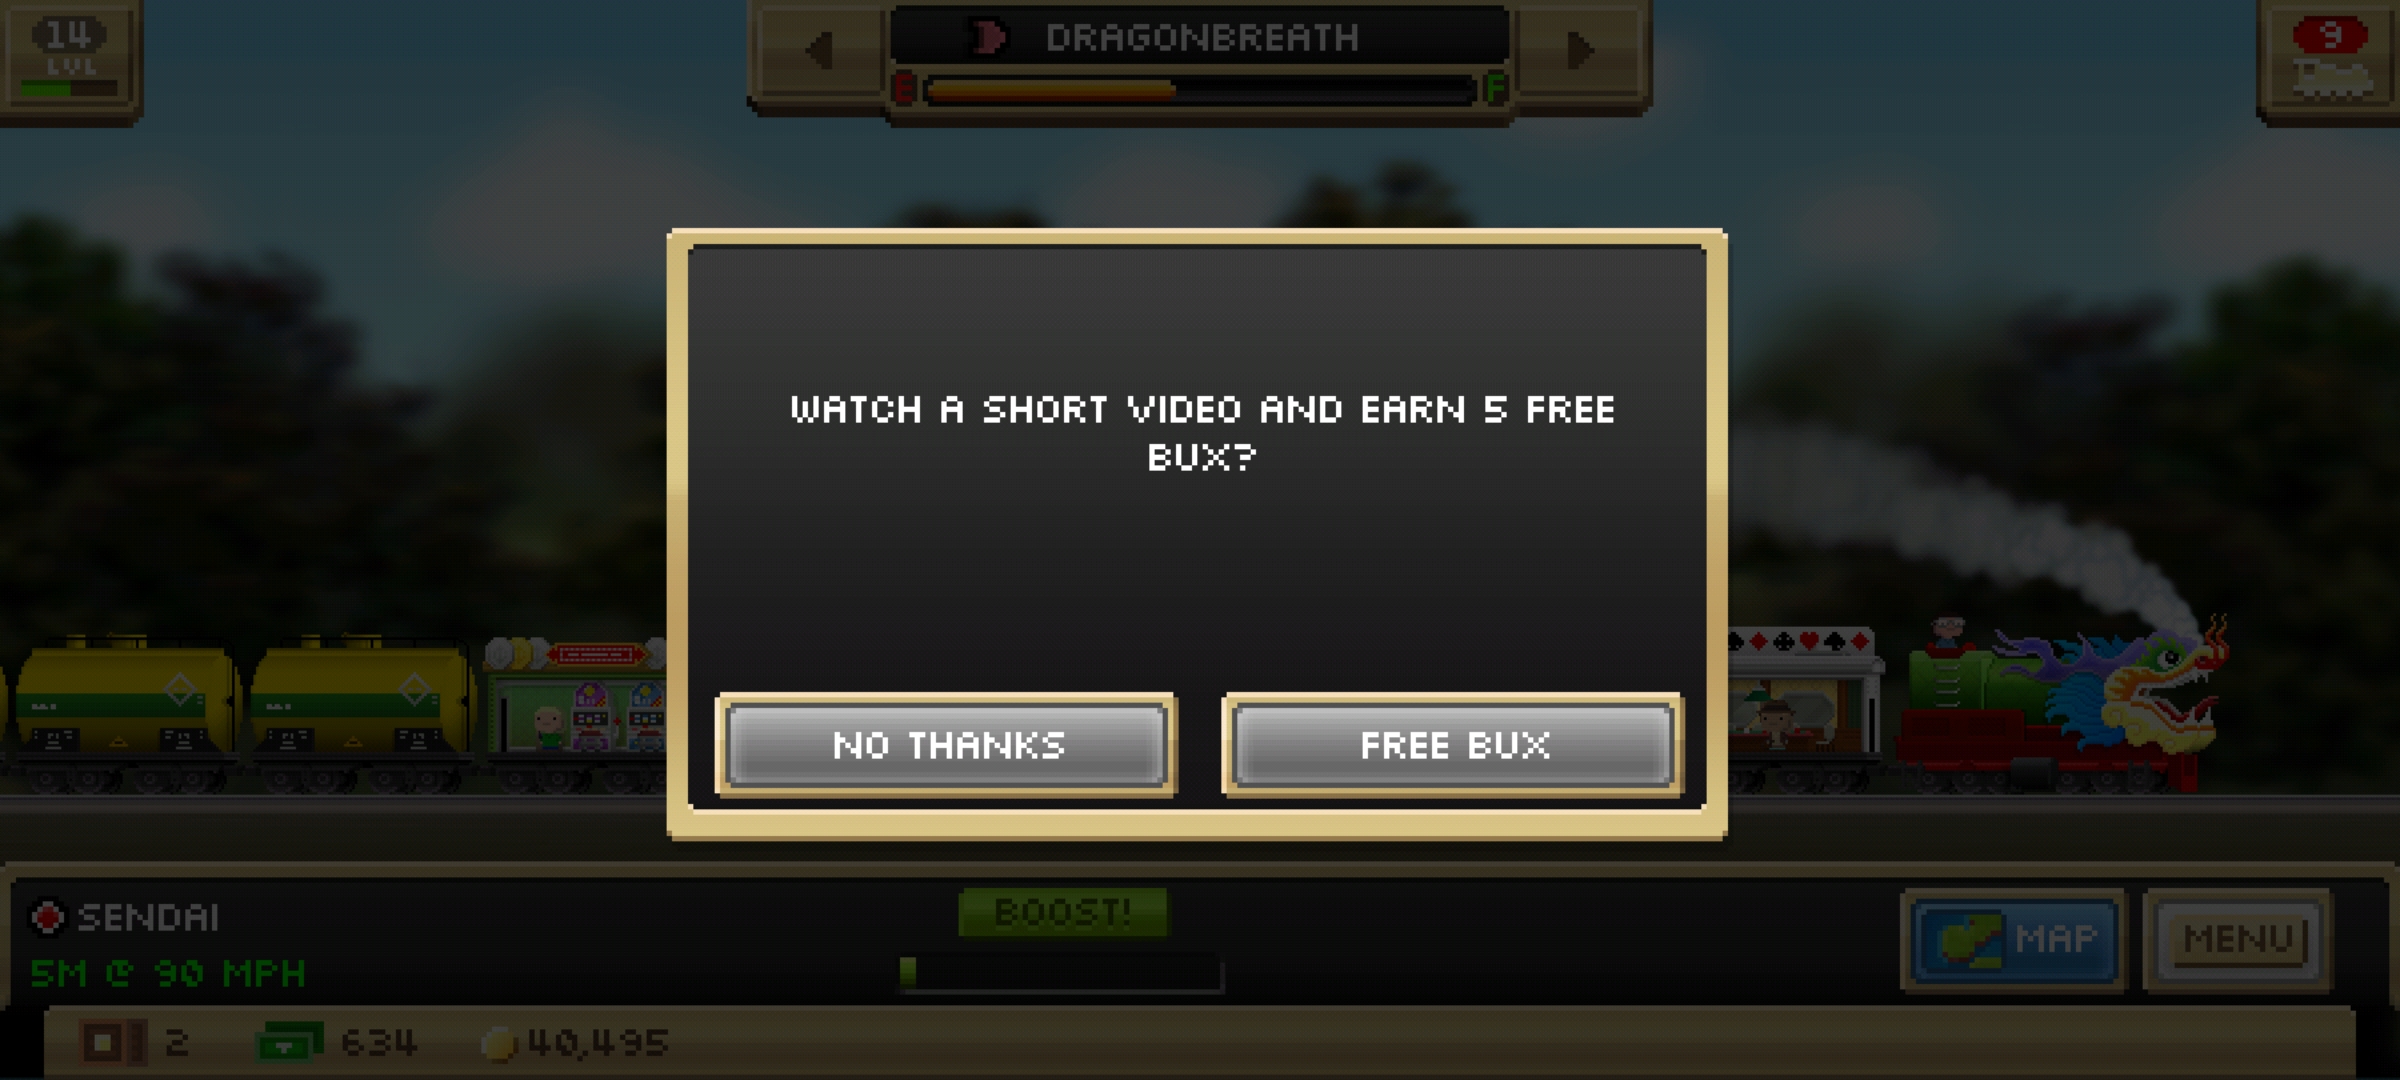 14
LVL
DRAGONBREATH
E
F
9
WATCH A SHORT VIDEO AND EARN 5 FREE
BUX?
NO THANKS
FREE BUX
SENDAI
5M @ 90 MPH
BOOST!
MAP
MENU
2
634
40,495